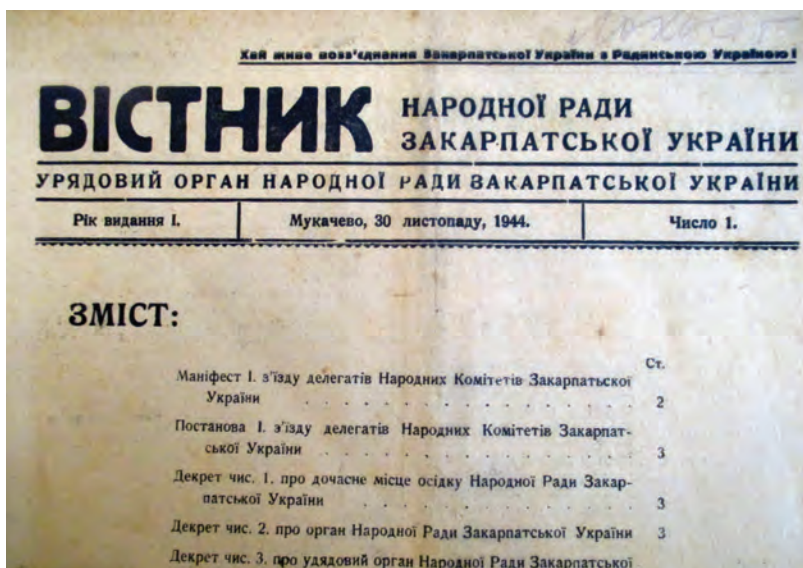 Хай живе возз'єднання Закарпатської України з Радянською Україною!
ВІСТНИК НАРОДНОЇ РАДИ
ЗАКАРПАТСЬКОЇ УКРАЇНИ
УРЯДОВИЙ ОРГАН НАРОДНОЇ РАДИ ЗАКАРПАТСЬКОЇ УКРАЇНИ
Рік видання I. Мукачево, 30 листопаду, 1944. Число 1.
ЗМІСТ:
Ст.
Маніфест I. з'їзду делегатів Народних Комітетів Закарпатскої
України . . . . . . . . . . . . . . . . 2
Постанова I. з'їзду делегатів Народних Комітетів Закарпат-
ської України . . . . . . . . . . . . . . . 3
Декрет чис. 1. про дочасне місце осідку Народної Ради Закар-
патської України . . . . . . . . . . . . . 3
Декрет чис. 2. про орган Народної Ради Закарпатської України 3
Декрет чис. 3. про удядовий орган Народної Ради Закарпатської